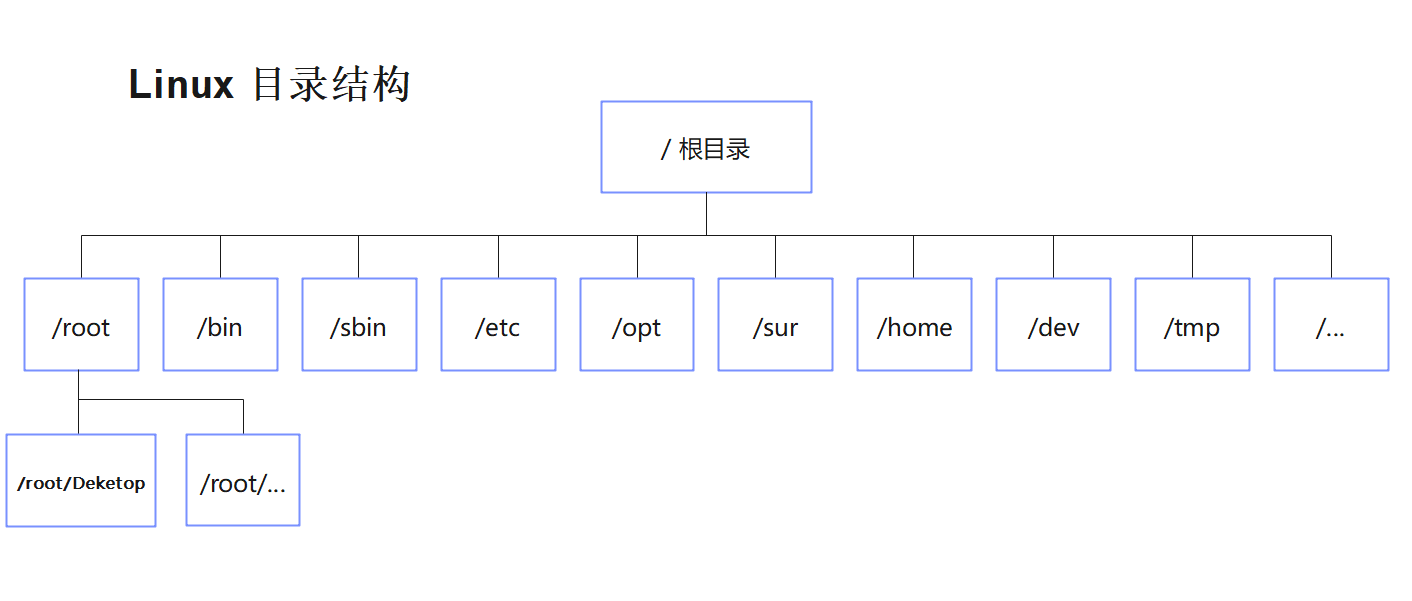 Linux 目录结构
/ 根目录
/root
/bin
/sbin
/etc
/opt
/sur
/home
/dev
/tmp
/...
/root/Deketop
/root/...